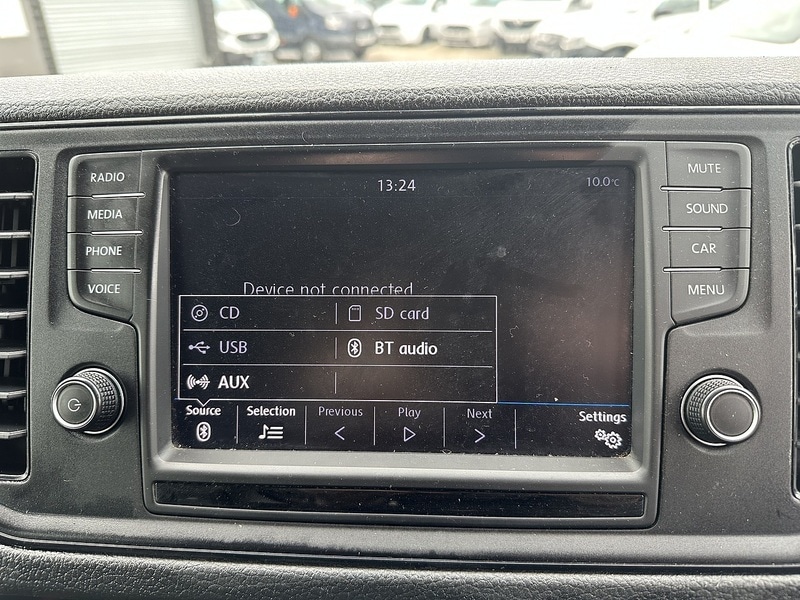 RADIO
MEDIA
PHONE
VOICE
13:24
10.0°C
Device not connected
CD
SD card
USB
BT audio
AUX
Source
Selection
Previous
Play
Next
Settings
MUTE
SOUND
CAR
MENU